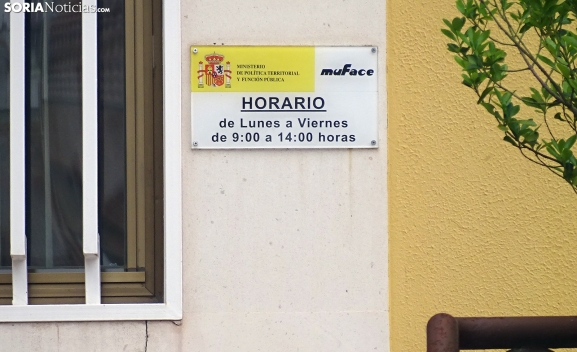 SORIANoticias.com
MINISTERIO
DE POLÍTICA TERRITORIAL
Y FUNCIÓN PÚBLICA
muFace
HORARIO
de Lunes a Viernes
de 9:00 a 14:00 horas